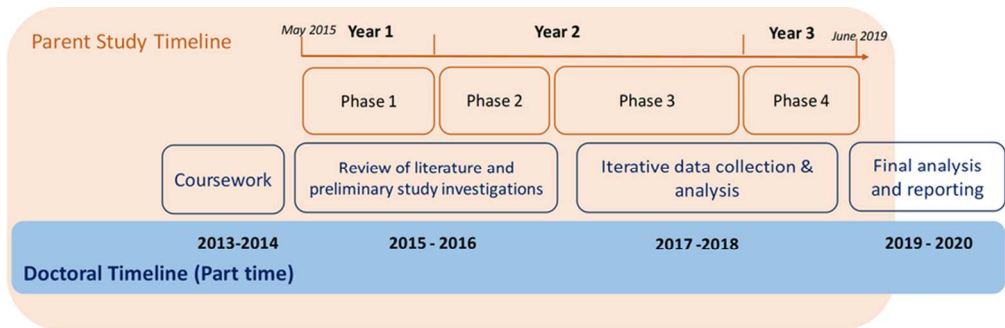 May 2015 Year 1 Year 2 Year 3 June 2019
Parent Study Timeline
Phase 1 Phase 2 Phase 3 Phase 4
Coursework
Review of literature and
preliminary study investigations
Iterative data collection &
analysis
Final analysis
and reporting
2013-2014 2015 - 2016 2017 -2018 2019 - 2020
Doctoral Timeline (Part time)